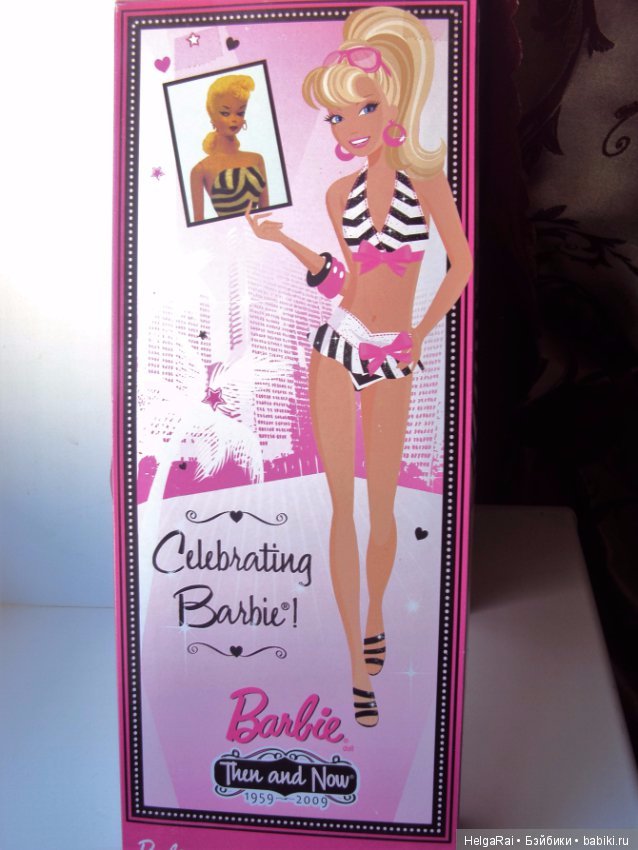 Celebrating
Barbie®!
Barbie®
doll
Then and Now®
1959 2009
HelgaRai • Бэйбики • babiki.ru